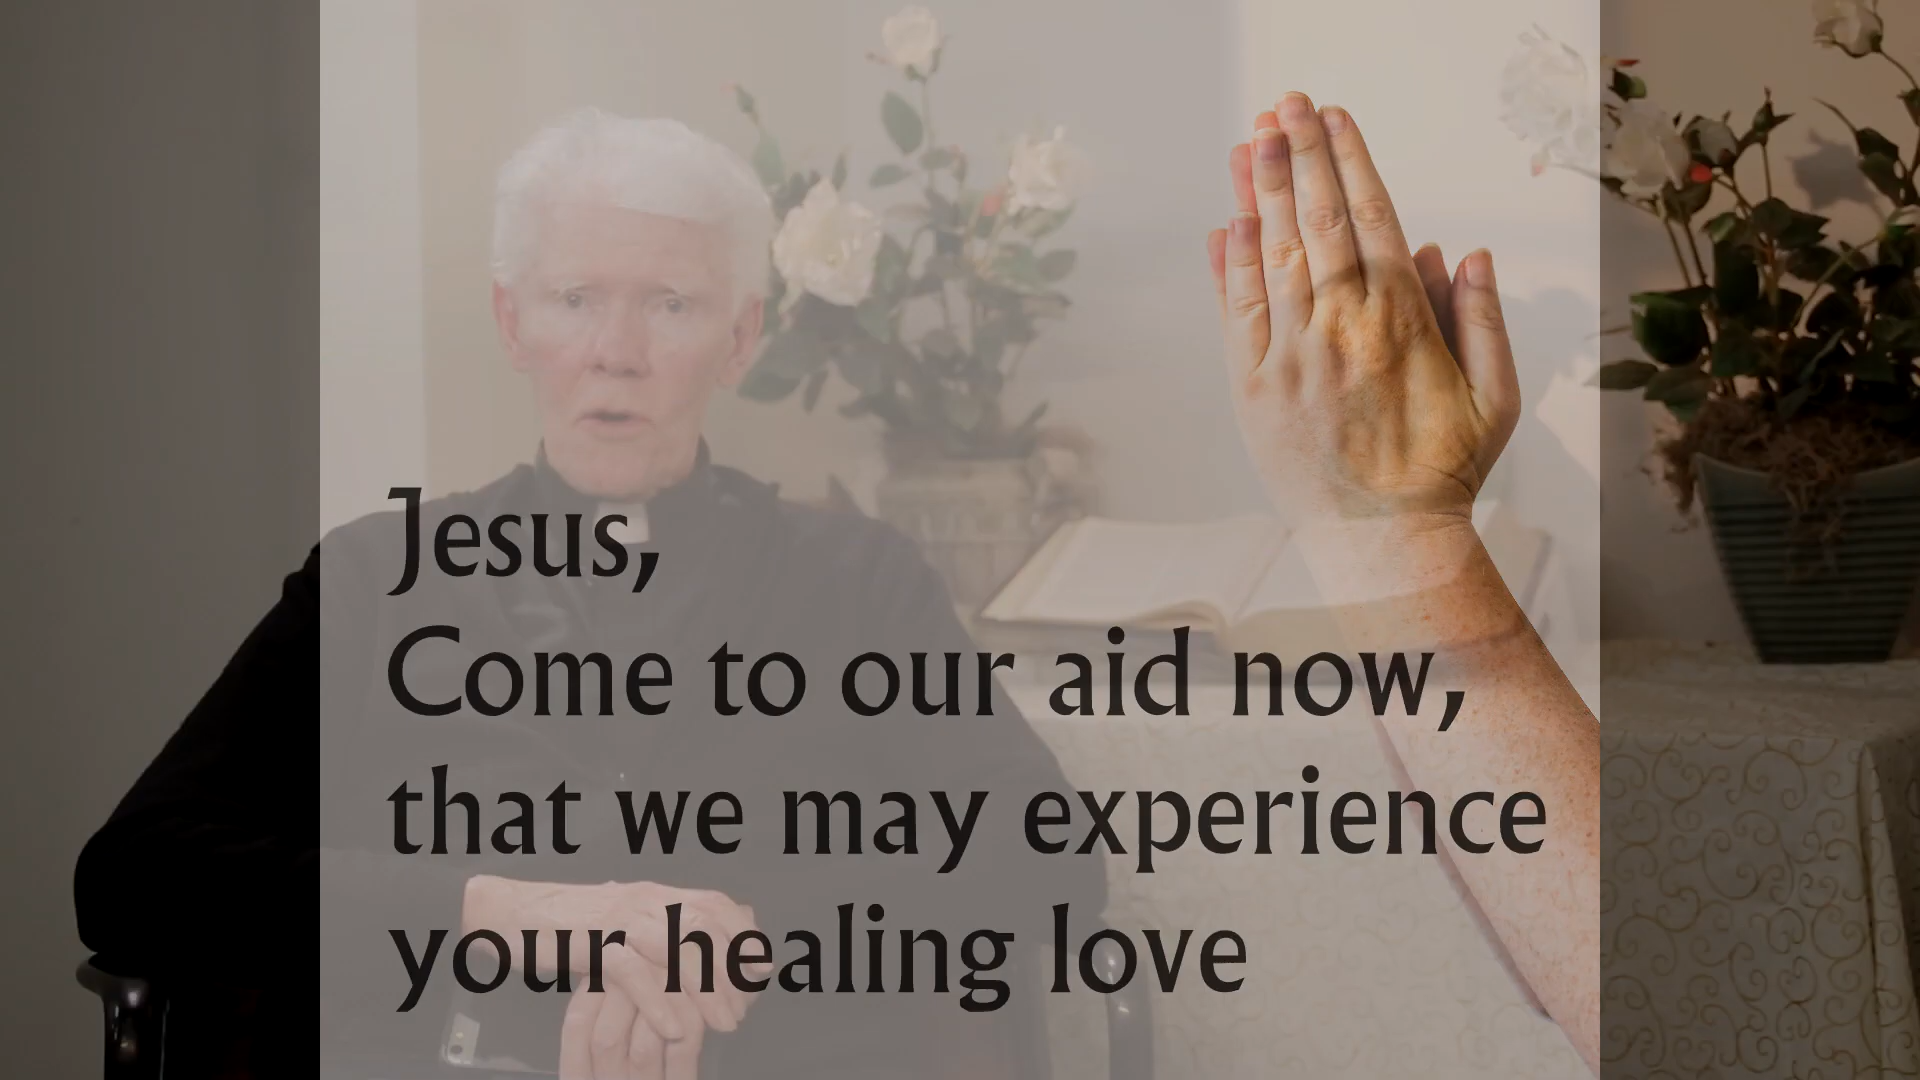 Jesus,
Come to our aid now,
that we may experience
your healing love